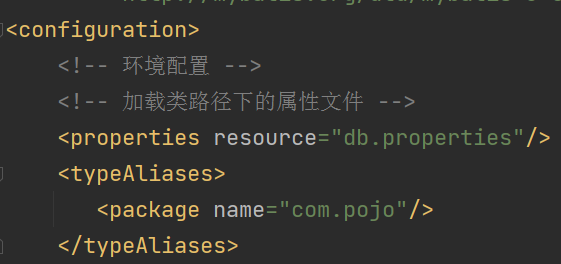 <configuration>
<!-- 环境配置 -->
<!-- 加载类路径下的属性文件 -->
<properties resource="db.properties"/>
<typeAliases>
<package name="com.pojo"/>
</typeAliases>